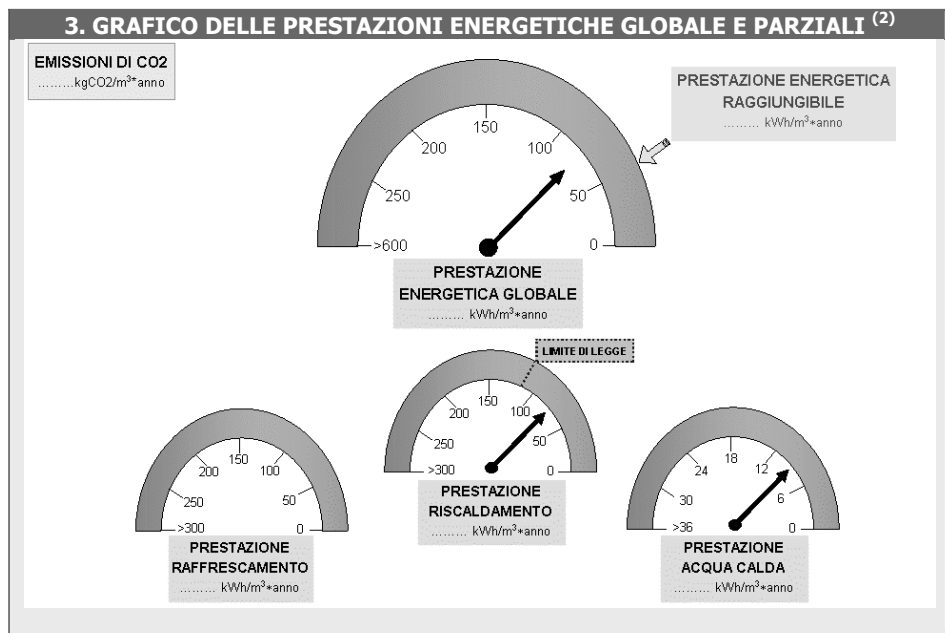 3. GRAFICO DELLE PRESTAZIONI ENERGETICHE GLOBALE E PARZIALI (2)
EMISSIONI DI CO2
.........kgCO2/m³*anno
PRESTAZIONE ENERGETICA
RAGGIUNGIBILE
......... kWh/m³*anno
>600
250
200
150
100
50
0
PRESTAZIONE
ENERGETICA GLOBALE
......... kWh/m³*anno
LIMITE DI LEGGE
>300
250
200
150
100
50
0
PRESTAZIONE
RISCALDAMENTO
......... kWh/m³*anno
>300
250
200
150
100
50
0
PRESTAZIONE
RAFFRESCAMENTO
......... kWh/m³*anno
>36
30
24
18
12
6
0
PRESTAZIONE
ACQUA CALDA
......... kWh/m³*anno